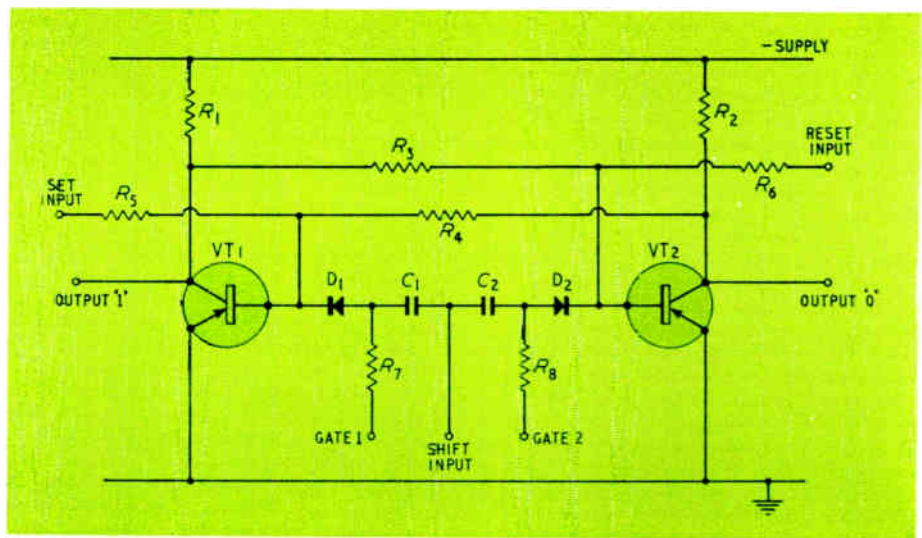 – SUPPLY
R1
R2
R3
RESET
INPUT
R6
SET
INPUT
R5
R4
VT1
VT2
D1
C1
C2
D2
OUTPUT "1"
OUTPUT "0"
R7
R8
GATE 1
SHIFT
INPUT
GATE 2